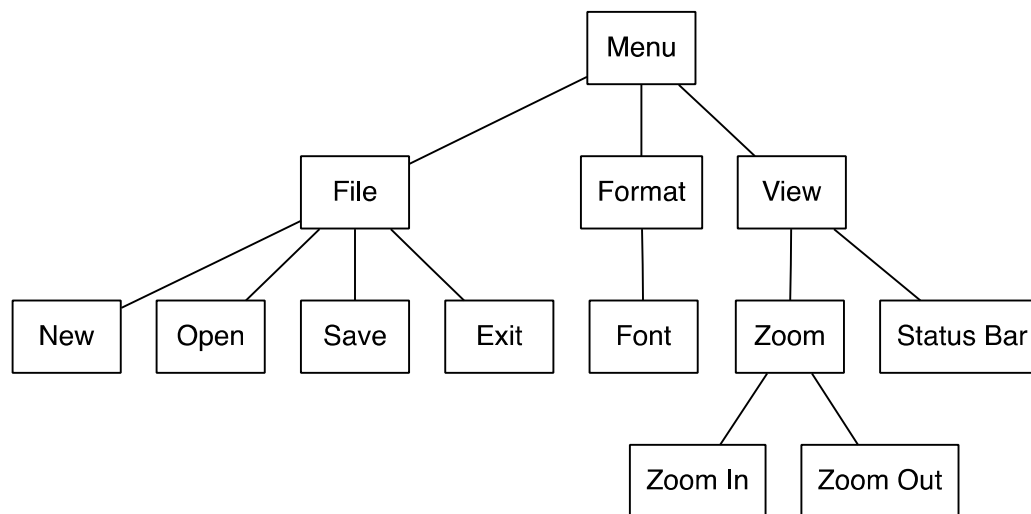 Menu
File
Format
View
New
Open
Save
Exit
Font
Zoom
Status Bar
Zoom In
Zoom Out